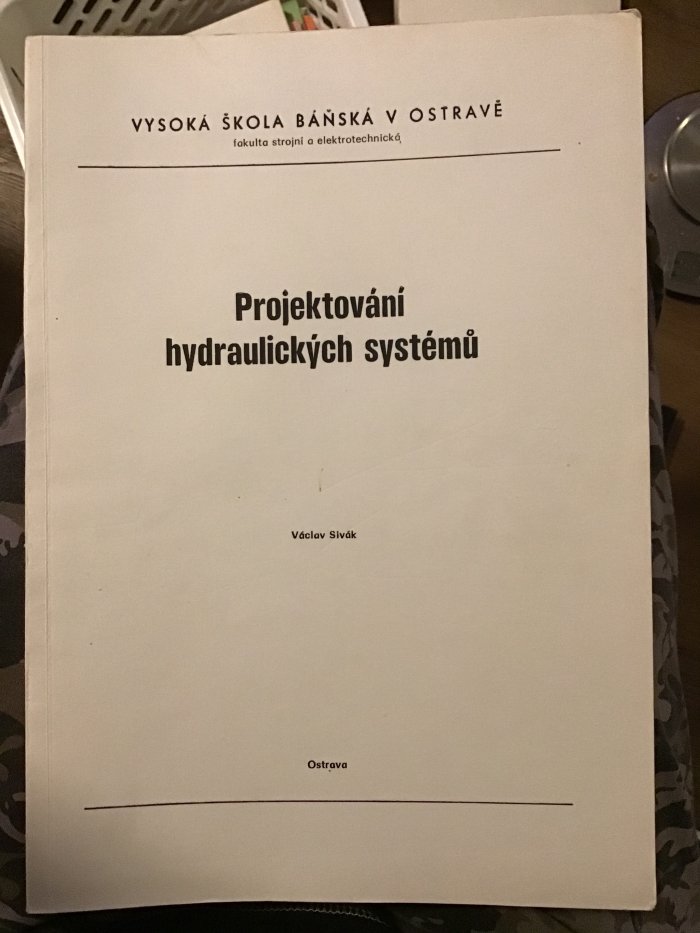 VYSOKÁ ŠKOLA BÁŇSKÁ V OSTRAVĚ
fakulta strojní a elektrotechnická
Projektování
hydraulických systémů
Václav Sivák
Ostrava